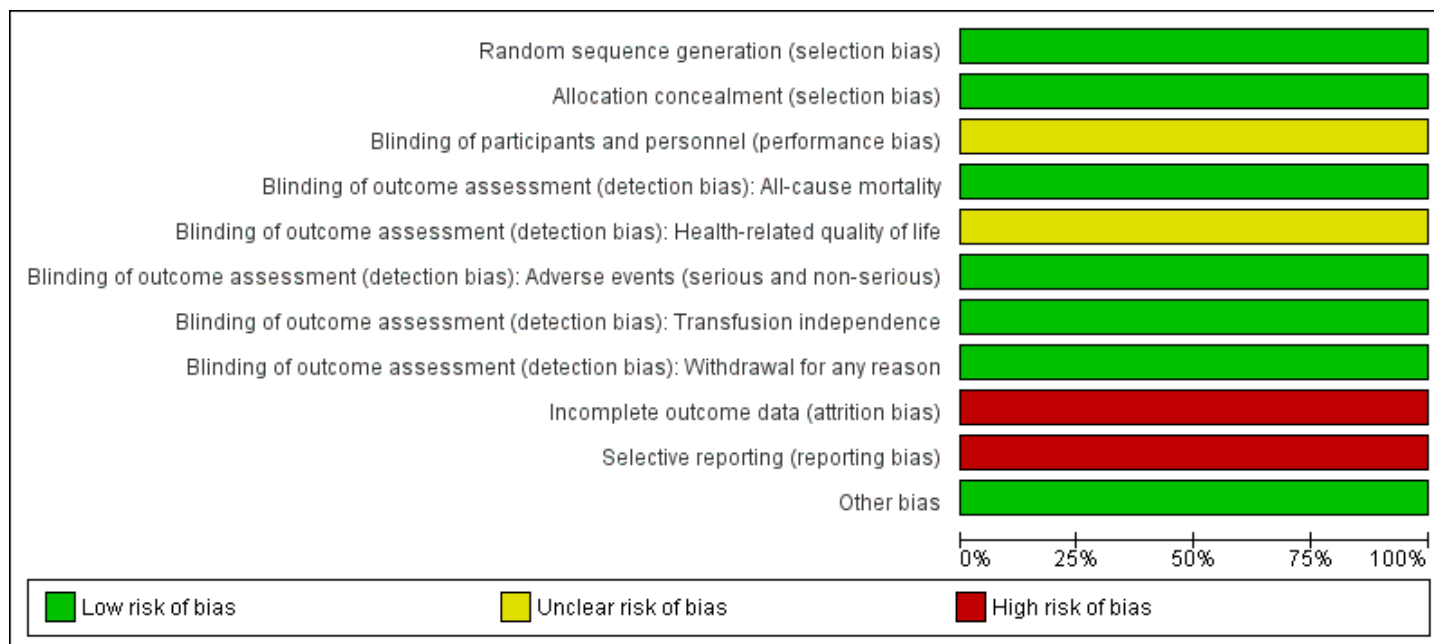 Random sequence generation (selection bias)
Allocation concealment (selection bias)
Blinding of participants and personnel (performance bias)
Blinding of outcome assessment (detection bias): All-cause mortality
Blinding of outcome assessment (detection bias): Health-related quality of life
Blinding of outcome assessment (detection bias): Adverse events (serious and non-serious)
Blinding of outcome assessment (detection bias): Transfusion independence
Blinding of outcome assessment (detection bias): Withdrawal for any reason
Incomplete outcome data (attrition bias)
Selective reporting (reporting bias)
Other bias
0% 25% 50% 75% 100%
Low risk of bias Unclear risk of bias High risk of bias